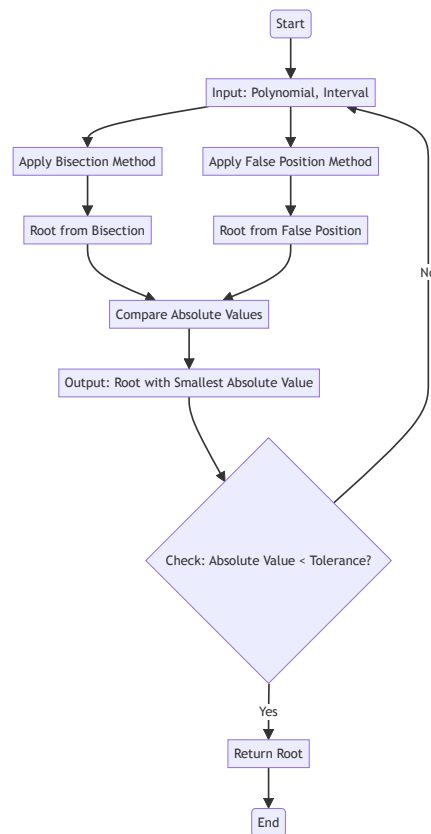 Start
Input: Polynomial, Interval
Apply Bisection Method
Apply False Position Method
Root from Bisection
Root from False Position
No
Compare Absolute Values
Output: Root with Smallest Absolute Value
Check: Absolute Value < Tolerance?
Yes
Return Root
End